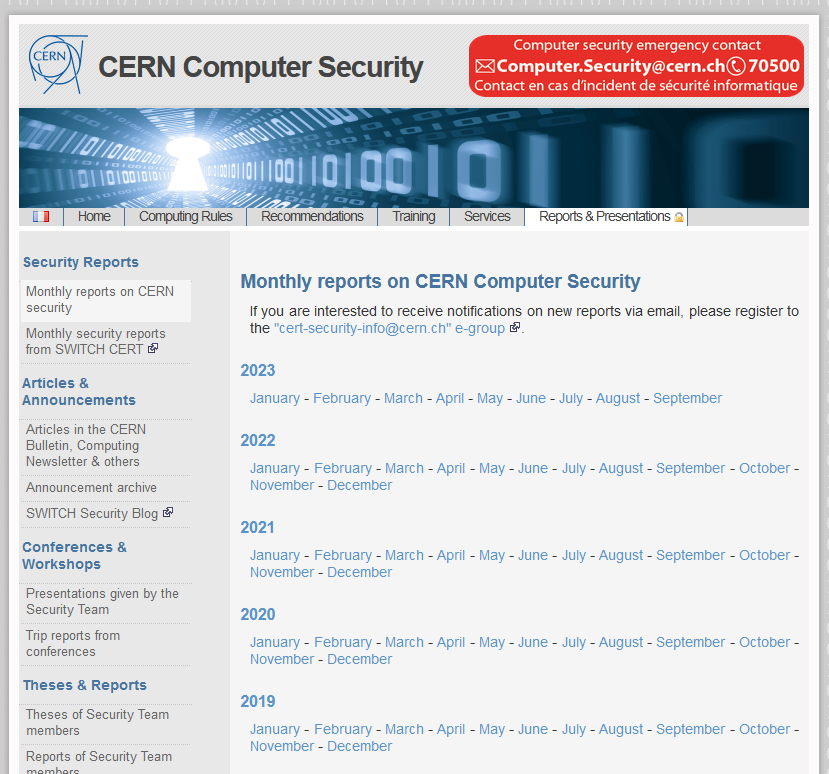 CERN
CERN Computer Security
Computer security emergency contact
Computer.Security@cern.ch 70500
Contact en cas d'incident de sécurité informatique
Home
Computing Rules
Recommendations
Training
Services
Reports & Presentations
Security Reports
Monthly reports on CERN
security
Monthly security reports
from SWITCH CERT
Articles &
Announcements
Articles in the CERN
Bulletin, Computing
Newsletter & others
Announcement archive
SWITCH Security Blog
Conferences &
Workshops
Presentations given by the
Security Team
Trip reports from
conferences
Theses & Reports
Theses of Security Team
members
Reports of Security Team
members
Monthly reports on CERN Computer Security
If you are interested to receive notifications on new reports via email, please register to
the "cert-security-info@cern.ch" e-group .
2023
January - February - March - April - May - June - July - August - September
2022
January - February - March - April - May - June - July - August - September - October -
November - December
2021
January - February - March - April - May - June - July - August - September - October -
November - December
2020
January - February - March - April - May - June - July - August - September - October -
November - December
2019
January - February - March - April - May - June - July - August - September - October -
November - December